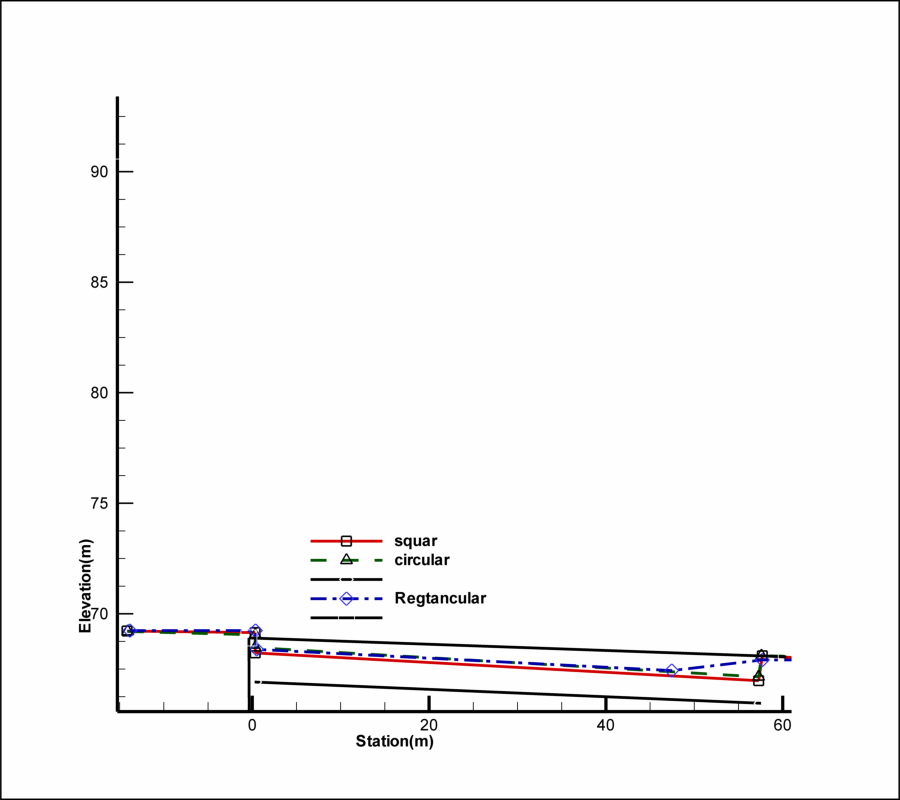 90
85
80
75
70
Elevation(m)
squar
circular
Regtancular
0 20 40 60
Station(m)